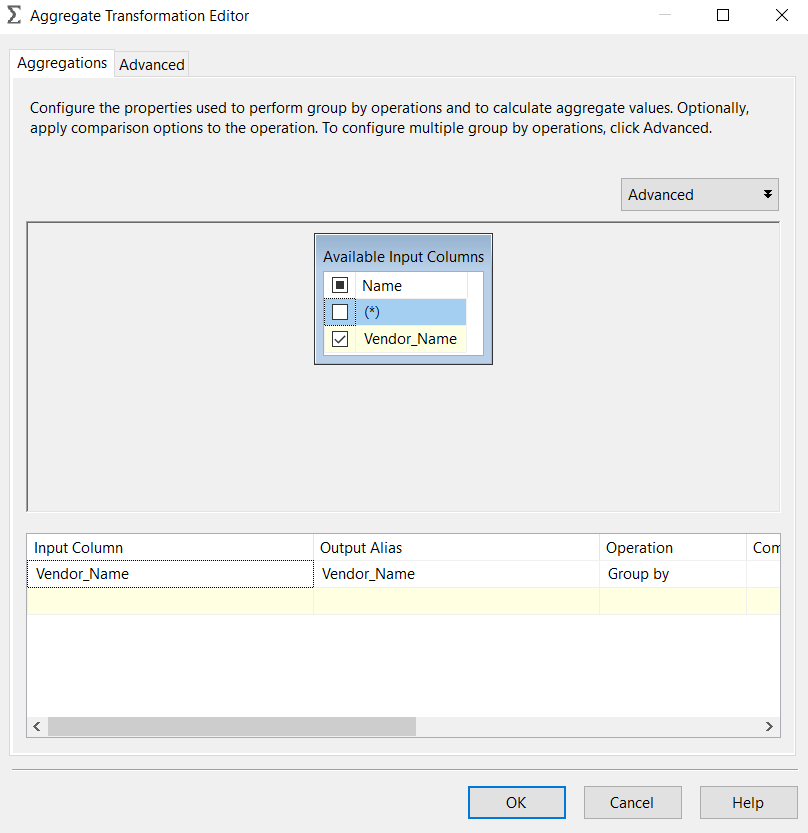 Aggregate Transformation Editor
Aggregations
Advanced
Configure the properties used to perform group by operations and to calculate aggregate values. Optionally,
apply comparison options to the operation. To configure multiple group by operations, click Advanced.
Advanced
Available Input Columns
Name
(*)
Vendor_Name
Input Column Output Alias Operation Com
Vendor_Name Vendor_Name Group by
OK Cancel Help